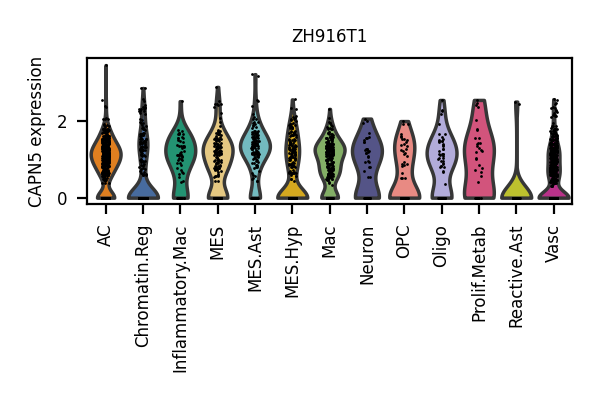 ZH916T1
CAPN5 expression
2
0
AC
Chromatin.Reg
Inflammatory.Mac
MES
MES.Ast
MES.Hyp
Mac
Neuron
OPC
Oligo
Prolif.Metab
Reactive.Ast
Vasc